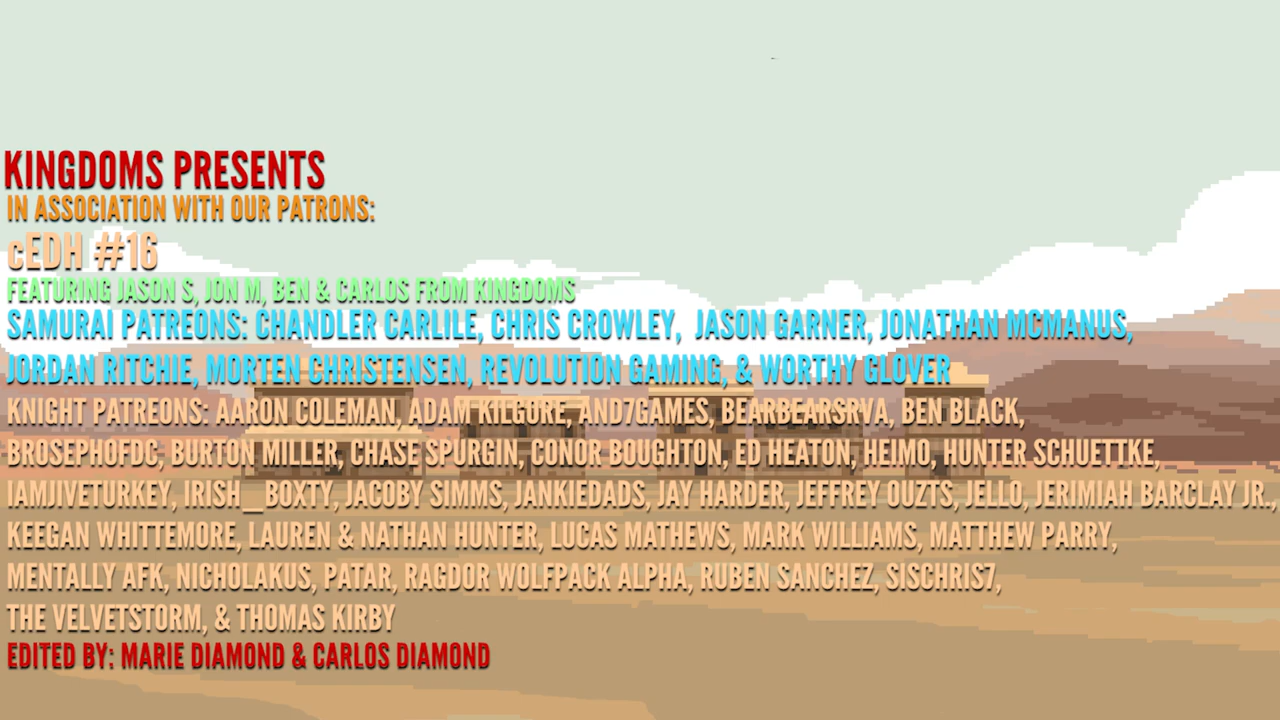 KINGDOMS PRESENTS
IN ASSOCIATION WITH OUR PATRONS:
cEDH #16
FEATURING JASON S, JON M, BEN & CARLOS FROM KINGDOMS
SAMURAI PATREONS: CHANDLER CARLILE, CHRIS CROWLEY, JASON GARNER, JONATHAN MCMANUS,
JORDAN RITCHIE, MORTEN CHRISTENSEN, REVOLUTION GAMING, & WORTHY GLOVER
KNIGHT PATREONS: AARON COLEMAN, ADAM KILGORE, AND7GAMES, BEARBEARSRVA, BEN BLACK,
BROSEPHOFDC, BURTON MILLER, CHASE SPURGIN, CONOR BOUGHTON, ED HEATON, HEIMO, HUNTER SCHUETTKE,
IAMJIVETURKEY, IRISH_BOXTY, JACOBY SIMMS, JANKIEDADS, JAY HARDER, JEFFREY OUZTS, JELLO, JERIMIAH BARCLAY JR.,
KEEGAN WHITTEMORE, LAUREN & NATHAN HUNTER, LUCAS MATHEWS, MARK WILLIAMS, MATTHEW PARRY,
MENTALLY AFK, NICHOLAKUS, PATAR, RAGDOR WOLFPACK ALPHA, RUBEN SANCHEZ, SISCHRIS7,
THE VELVETSTORM, & THOMAS KIRBY
EDITED BY: MARIE DIAMOND & CARLOS DIAMOND